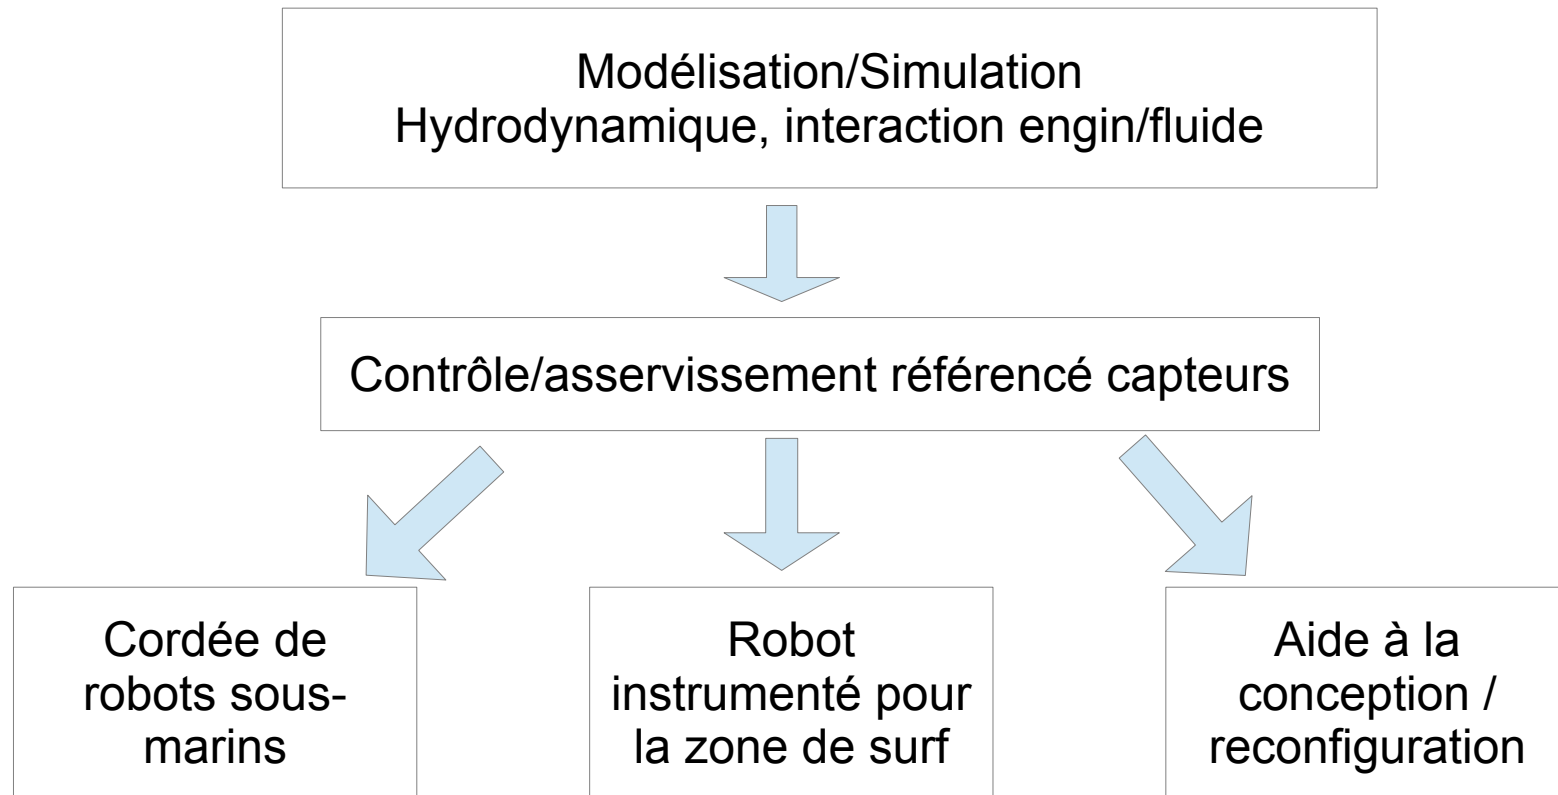 Modélisation/Simulation
Hydrodynamique, interaction engin/fluide
Contrôle/asservissement référencé capteurs
Cordée de
robots sous-
marins
Robot
instrumenté pour
la zone de surf
Aide à la
conception /
reconfiguration